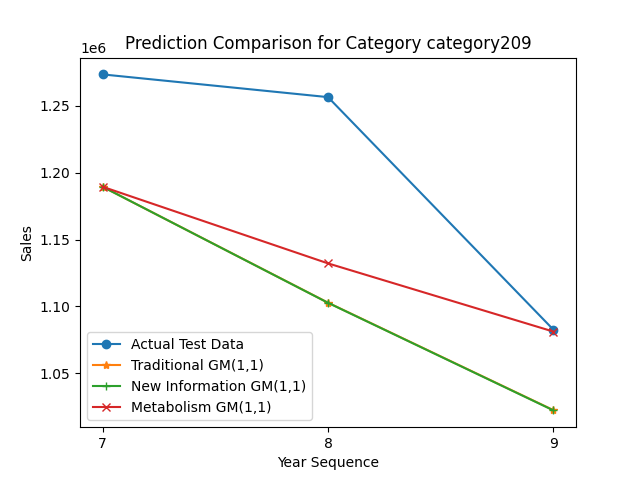 Prediction Comparison for Category category209
1e6
1.25
1.20
1.15
1.10
1.05
Sales
Actual Test Data
Traditional GM(1,1)
New Information GM(1,1)
Metabolism GM(1,1)
7
8
9
Year Sequence